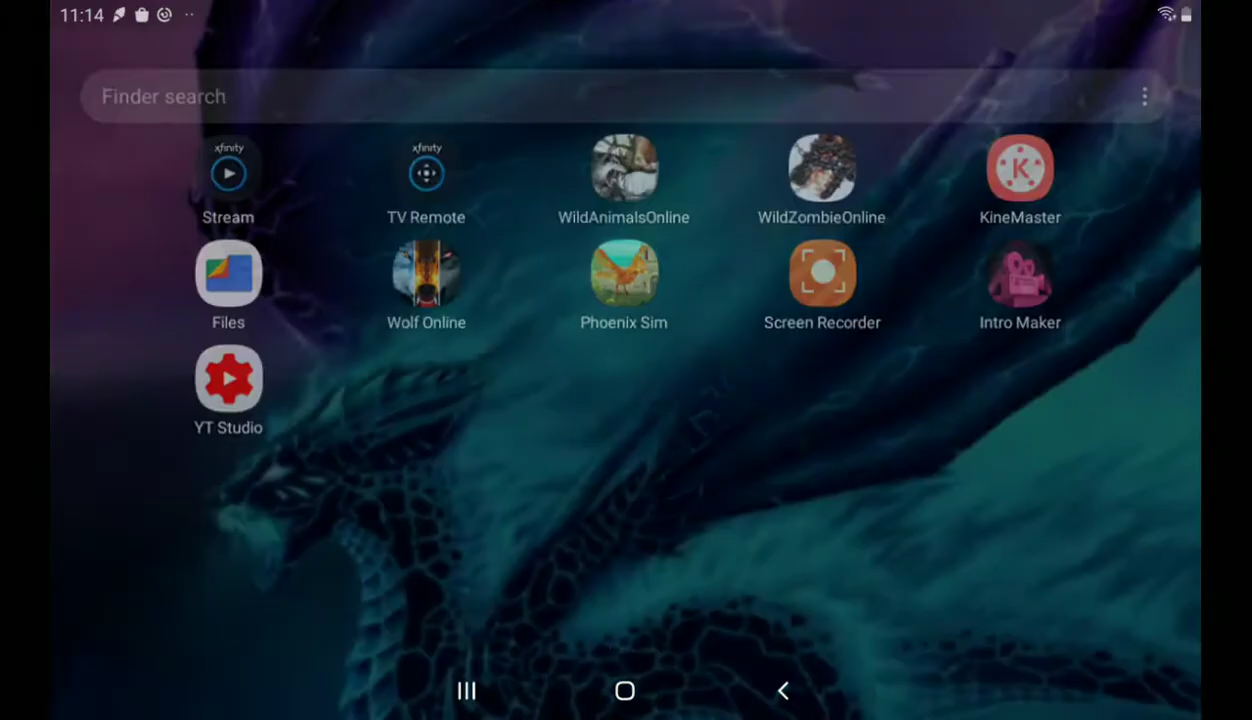 11:14
Finder search
xfinity
xfinity
Stream
TV Remote
WildAnimalsOnline
WildZombieOnline
K
KineMaster
Files
Wolf Online
Phoenix Sim
Screen Recorder
Intro Maker
YT Studio